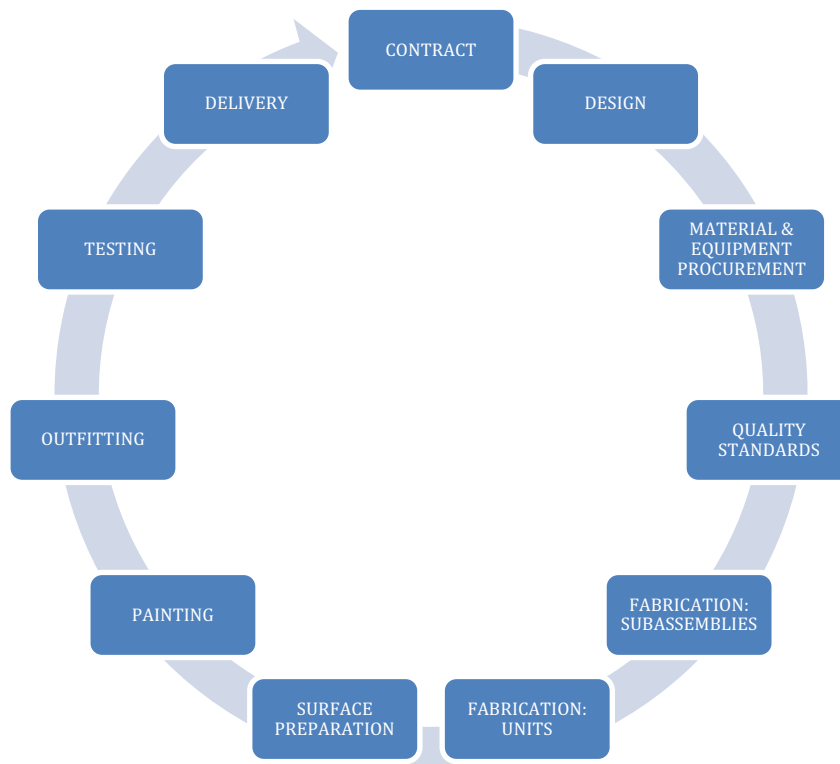 CONTRACT
DESIGN
MATERIAL &
EQUIPMENT
PROCUREMENT
QUALITY
STANDARDS
FABRICATION:
SUBASSEMBLIES
FABRICATION:
UNITS
SURFACE
PREPARATION
PAINTING
OUTFITTING
TESTING
DELIVERY